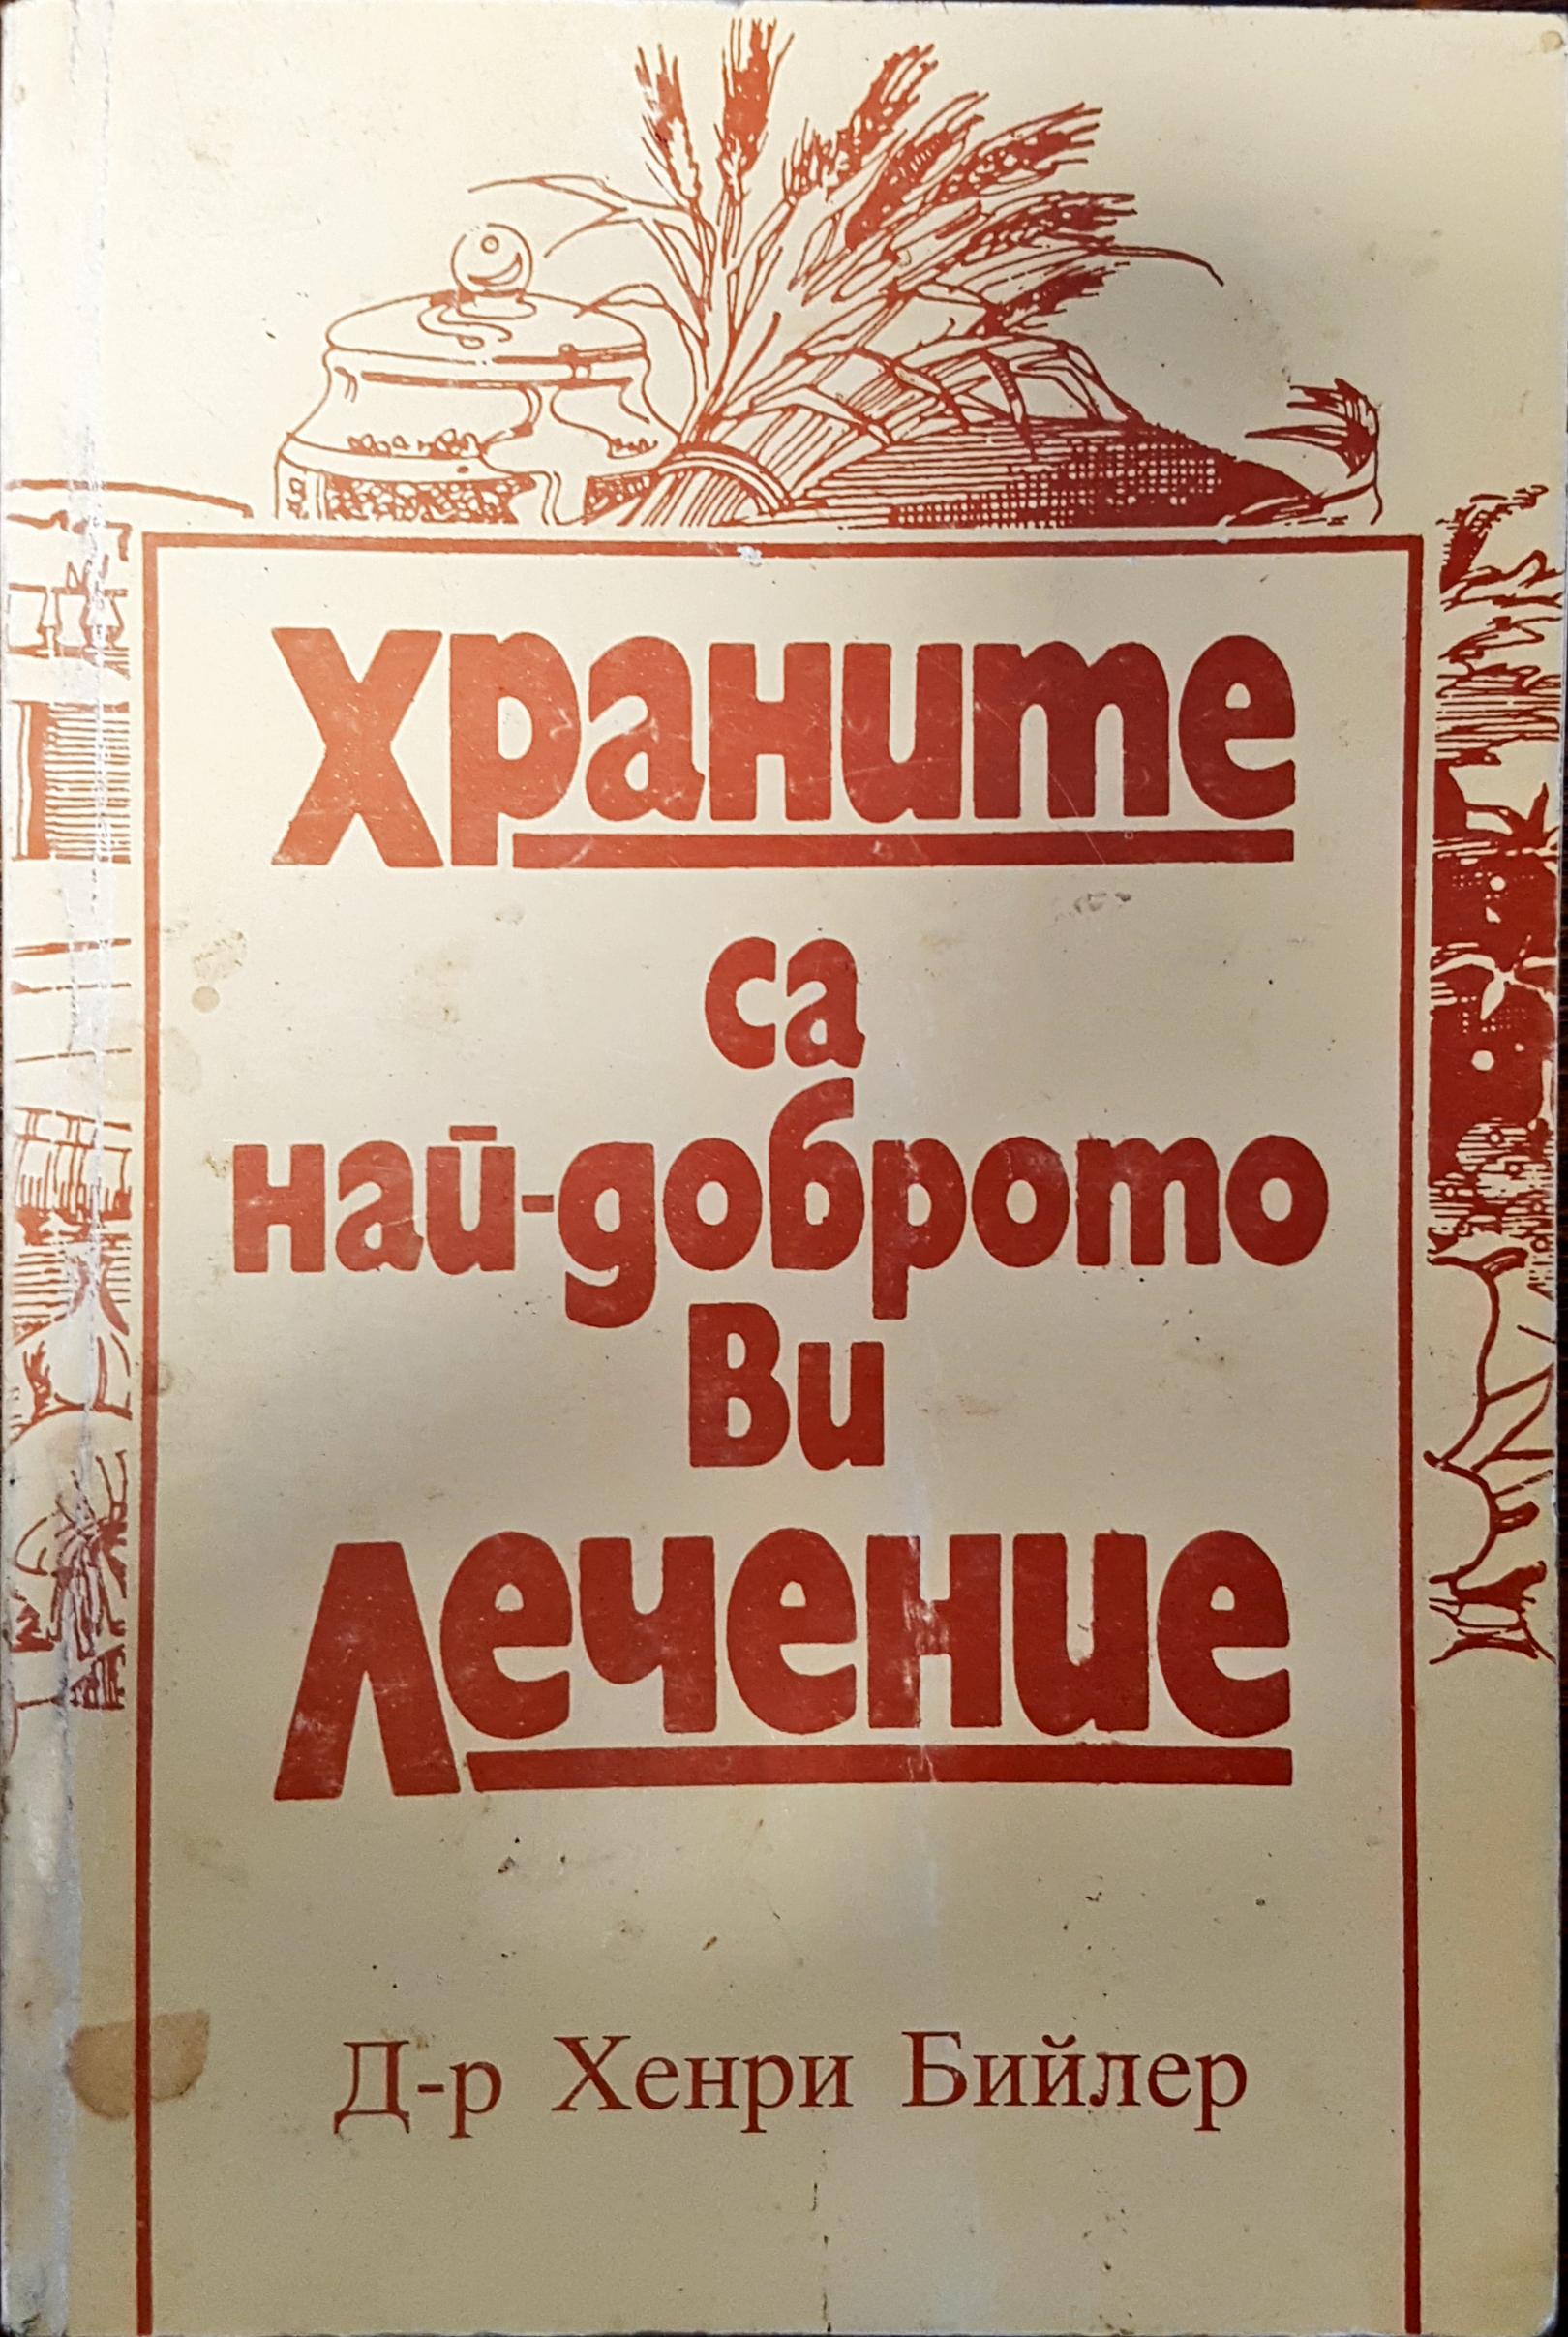 Храните
са
най-доброто
Ви
Лечение
Д-р Хенри Бийлер